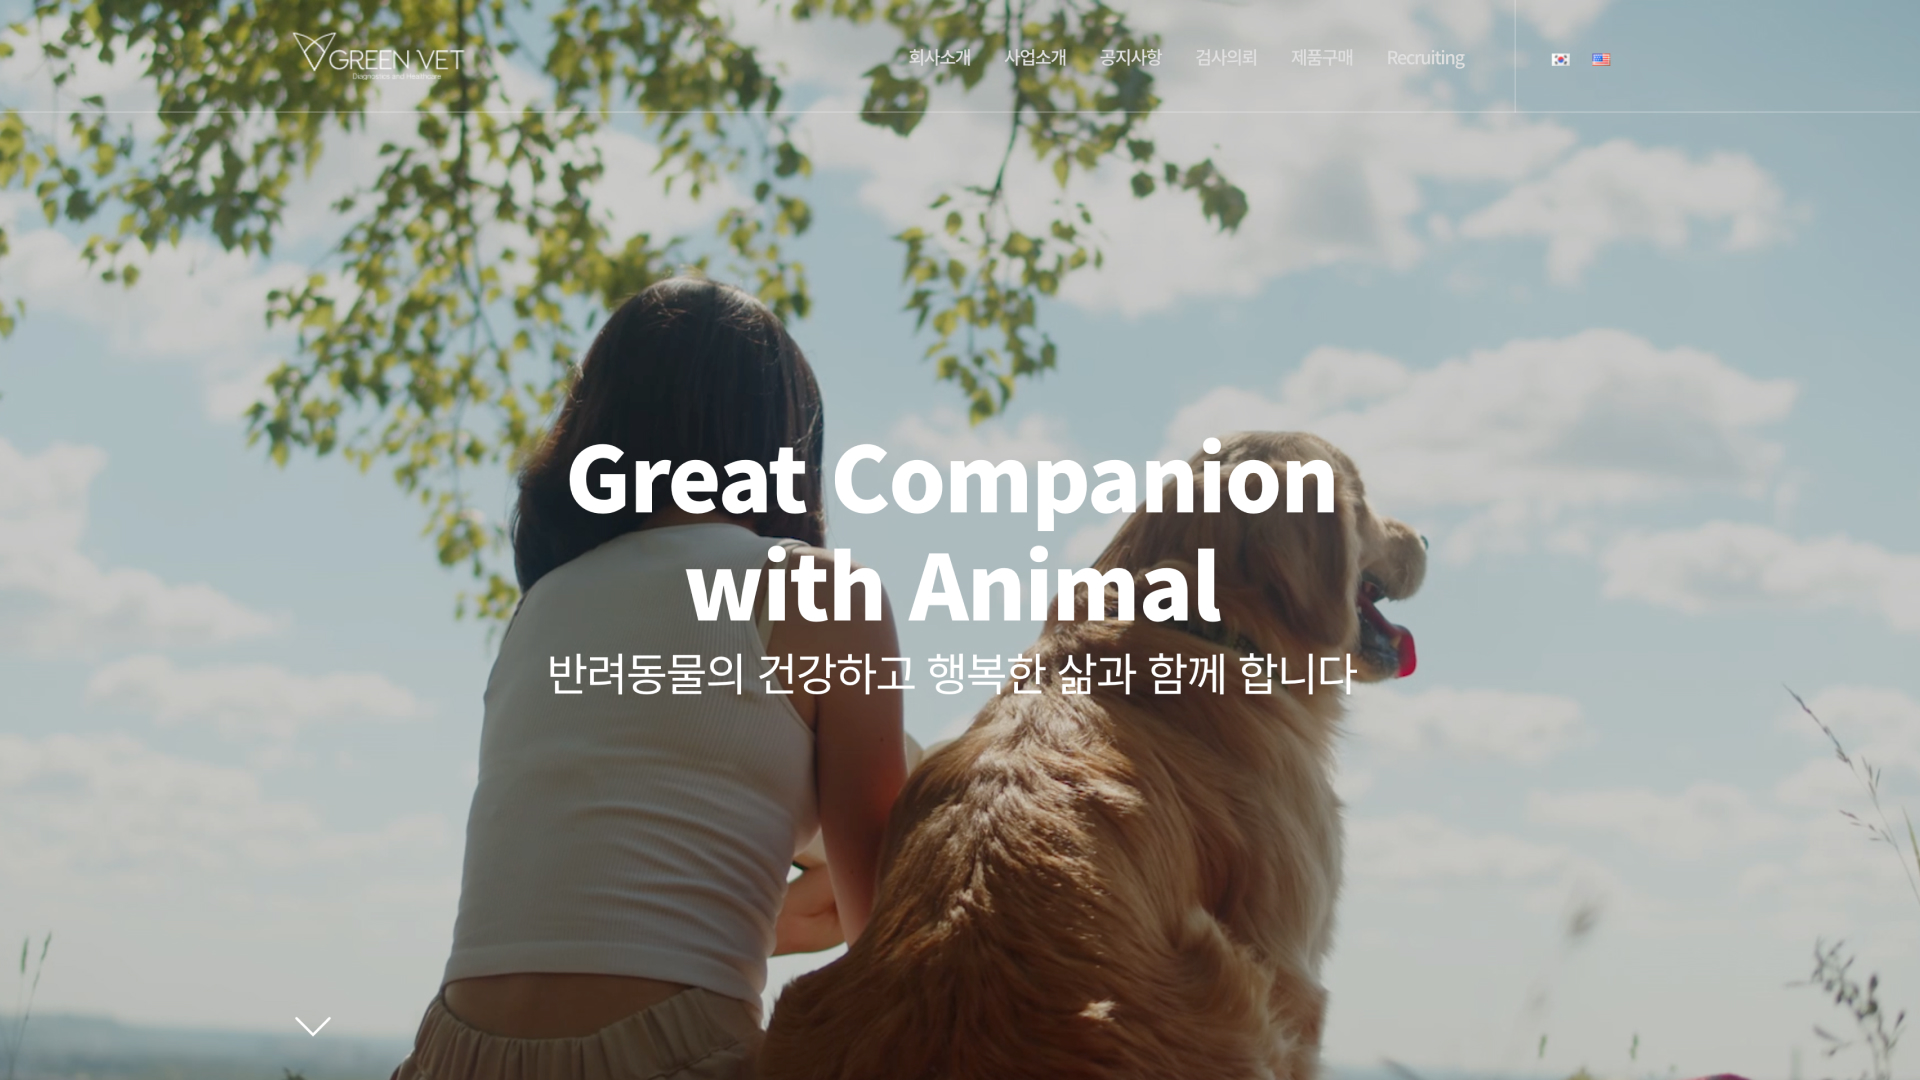 GREEN VET
Diagnostics and Healthcare
회사소개 사업소개 공지사항 검사의뢰 제품구매 Recruiting
Great Companion
with Animal
반려동물의 건강하고 행복한 삶과 함께 합니다